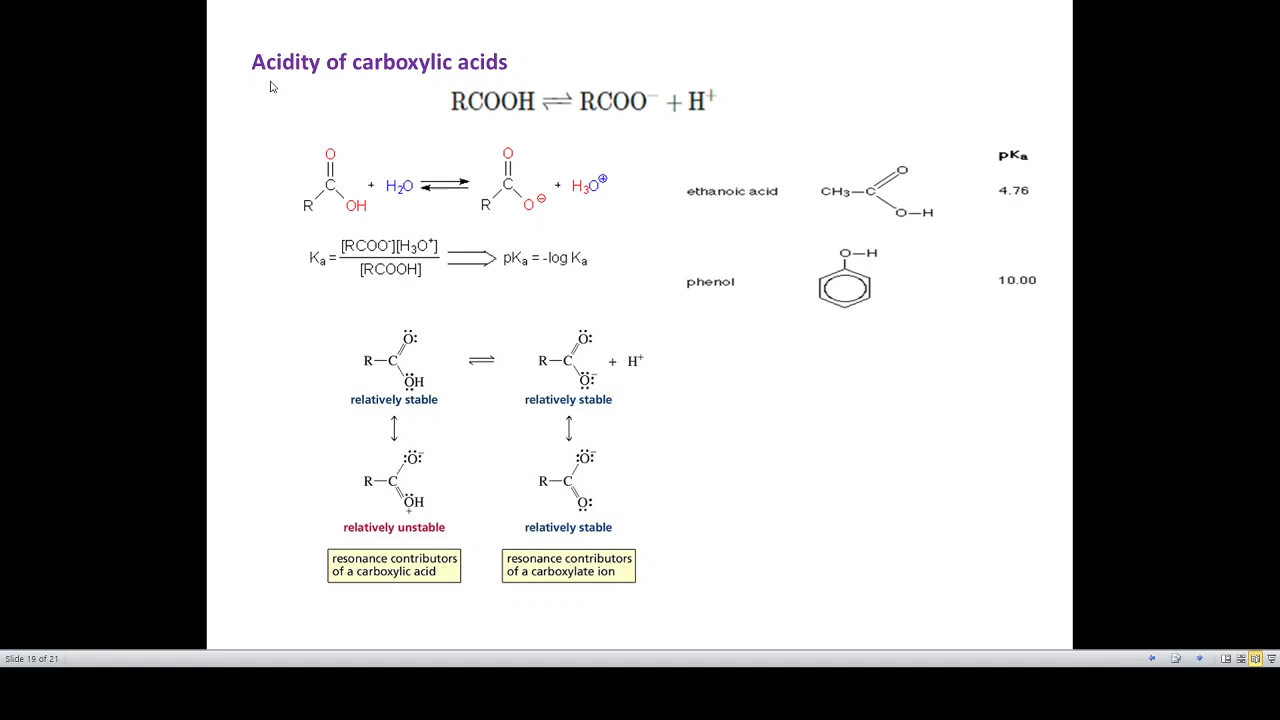 Acidity of carboxylic acids
RCOOH ⇌ RCOO⁻ + H⁺
O
C
R
OH
+ H₂O ⇌
O
C
R
O⊖
+ H₃O⊕
Kₐ = [RCOO⁻][H₃O⁺]
[RCOOH]
pKₐ = -log Kₐ
pKₐ
ethanoic acid
O
CH₃—C
O—H
4.76
O—H
phenol
10.00
Ö:
R—C
ÖH
⇌
Ö:
R—C
Ö:⁻
+ H⁺
relatively stable
relatively stable
↕
↕
:Ö:⁻
R—C
ÖH
+
:Ö:⁻
R—C
Ö:
relatively unstable
relatively stable
resonance contributors
of a carboxylic acid
resonance contributors
of a carboxylate ion
Slide 19 of 21